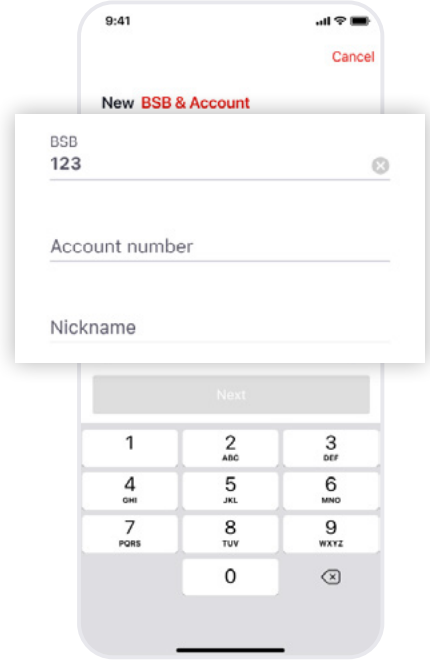 9:41
Cancel
New BSB & Account
BSB
123
Account number
Nickname
Next
1 2 3
ABC DEF
4 5 6
GHI JKL MNO
7 8 9
PQRS TUV WXYZ
0